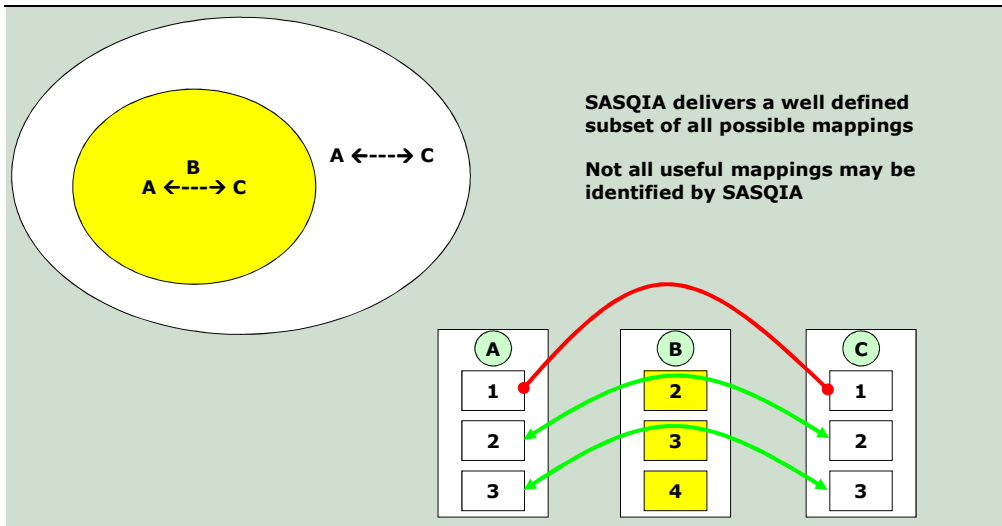 SASQIA delivers a well defined
subset of all possible mappings
Not all useful mappings may be
identified by SASQIA
B
A ←---→ C
A ←---→ C
A B C
1 2 1
2 3 2
3 4 3